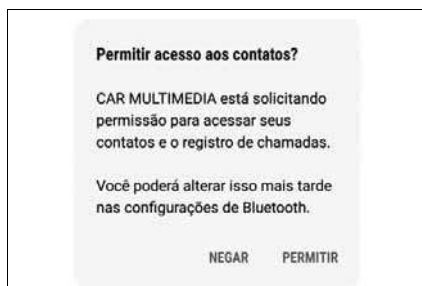 Permitir acesso aos contatos?
CAR MULTIMEDIA está solicitando
permissão para acessar seus
contatos e o registro de chamadas.
Você poderá alterar isso mais tarde
nas configurações de Bluetooth.
NEGAR PERMITIR